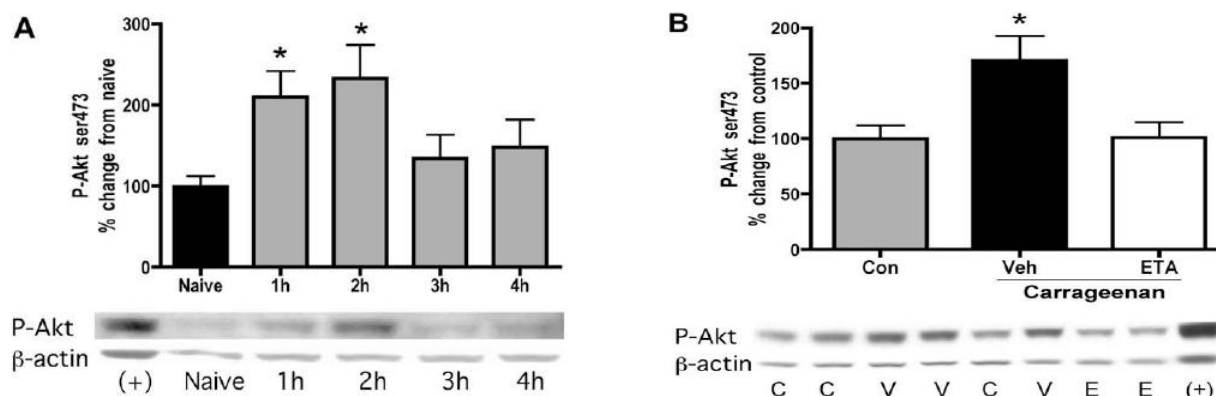 A
P-Akt ser473
% change from naive
300
200
100
0
*
*
Naive 1h 2h 3h 4h
P-Akt
β-actin
(+) Naive 1h 2h 3h 4h
B
P-Akt ser473
% change from control
200
150
100
50
0
*
Con Veh ETA
Carrageenan
P-Akt
β-actin
C C V V C V E E (+)